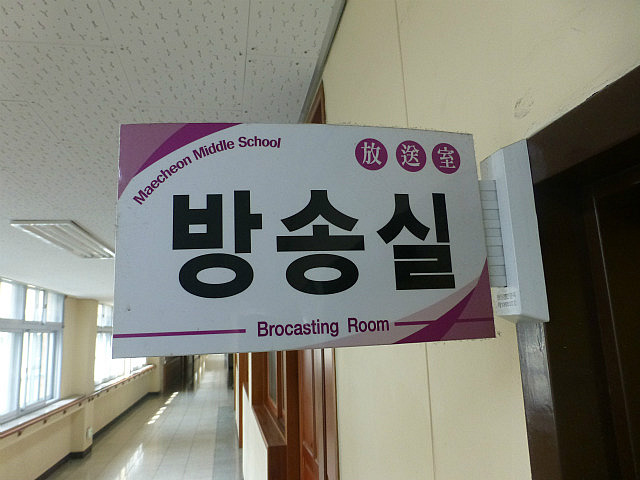 Maecheon Middle School
放送室
방송실
Brocasting Room